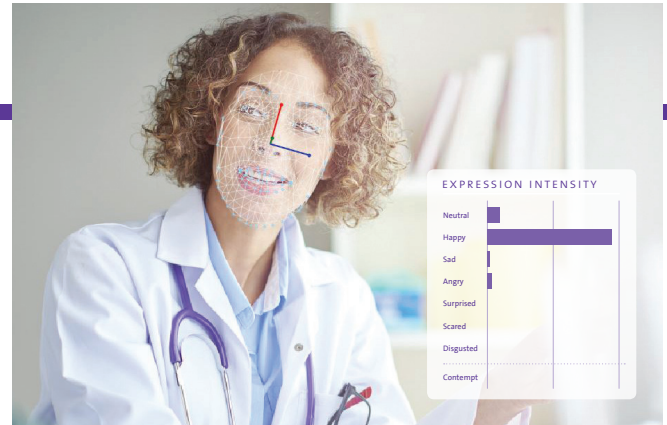 EXPRESSION INTENSITY
Neutral
Happy
Sad
Angry
Surprised
Scared
Disgusted
Contempt